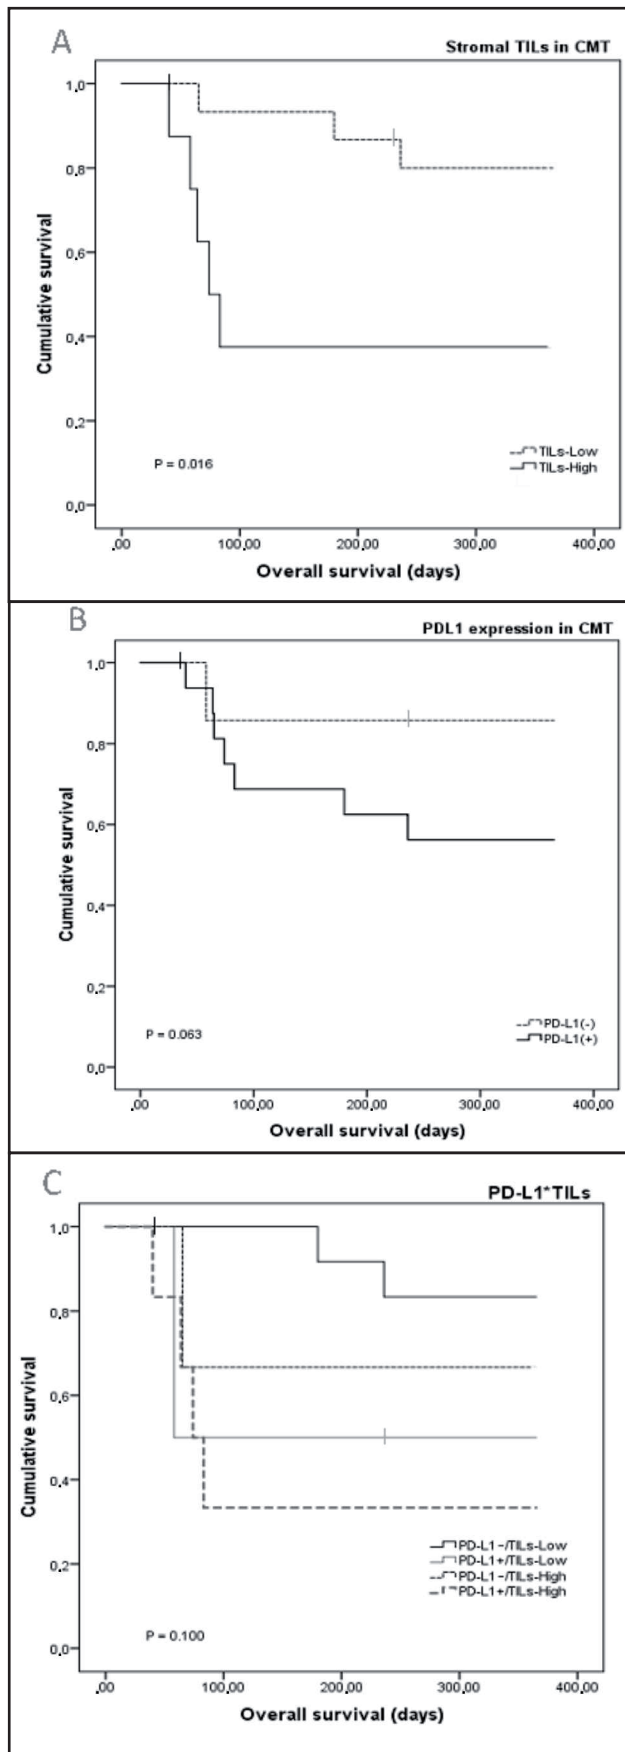 A
Stromal TILs in CMT
Cumulative survival
1,0
0,8
0,6
0,4
0,2
0,0
P = 0.016
TILs-Low
TILs-High
,00 100,00 200,00 300,00 400,00
Overall survival (days)
B
PDL1 expression in CMT
Cumulative survival
1,0
0,8
0,6
0,4
0,2
0,0
P = 0.063
PD-L1(-)
PD-L1(+)
,00 100,00 200,00 300,00 400,00
Overall survival (days)
C
PD-L1*TILs
Cumulative survival
1,0
0,8
0,6
0,4
0,2
0,0
PD-L1-/TILs-Low
PD-L1+/TILs-Low
PD-L1-/TILs-High
PD-L1+/TILs-High
P = 0.100
,00 100,00 200,00 300,00 400,00
Overall survival (days)